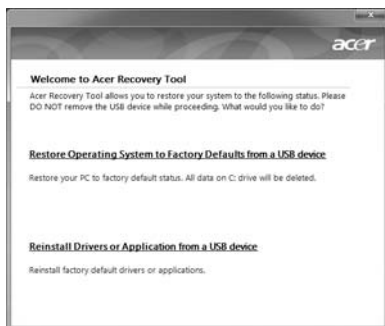 acer
Welcome to Acer Recovery Tool
Acer Recovery Tool allows you to restore your system to the following status. Please
DO NOT remove the USB device while proceeding. What would you like to do?
Restore Operating System to Factory Defaults from a USB device
Restore your PC to factory default status. All data on C: drive will be deleted.
Reinstall Drivers or Application from a USB device
Reinstall factory default drivers or applications.